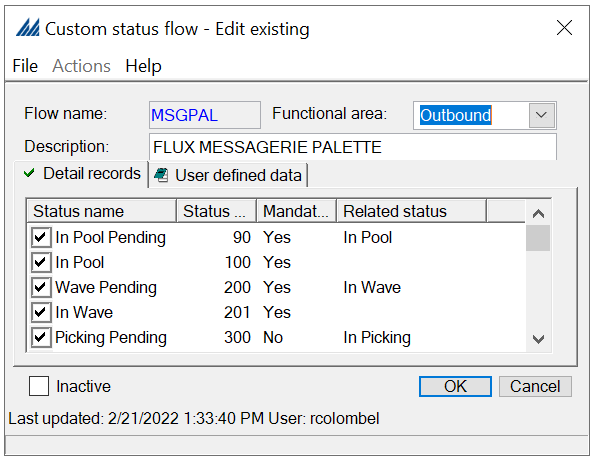 Custom status flow - Edit existing
File Actions Help
Flow name: MSGPAL Functional area: Outbound
Description: FLUX MESSAGERIE PALETTE
Detail records User defined data
Status name Status ... Mandat... Related status
In Pool Pending 90 Yes In Pool
In Pool 100 Yes
Wave Pending 200 Yes In Wave
In Wave 201 Yes
Picking Pending 300 No In Picking
Inactive OK Cancel
Last updated: 2/21/2022 1:33:40 PM User: rcolombel